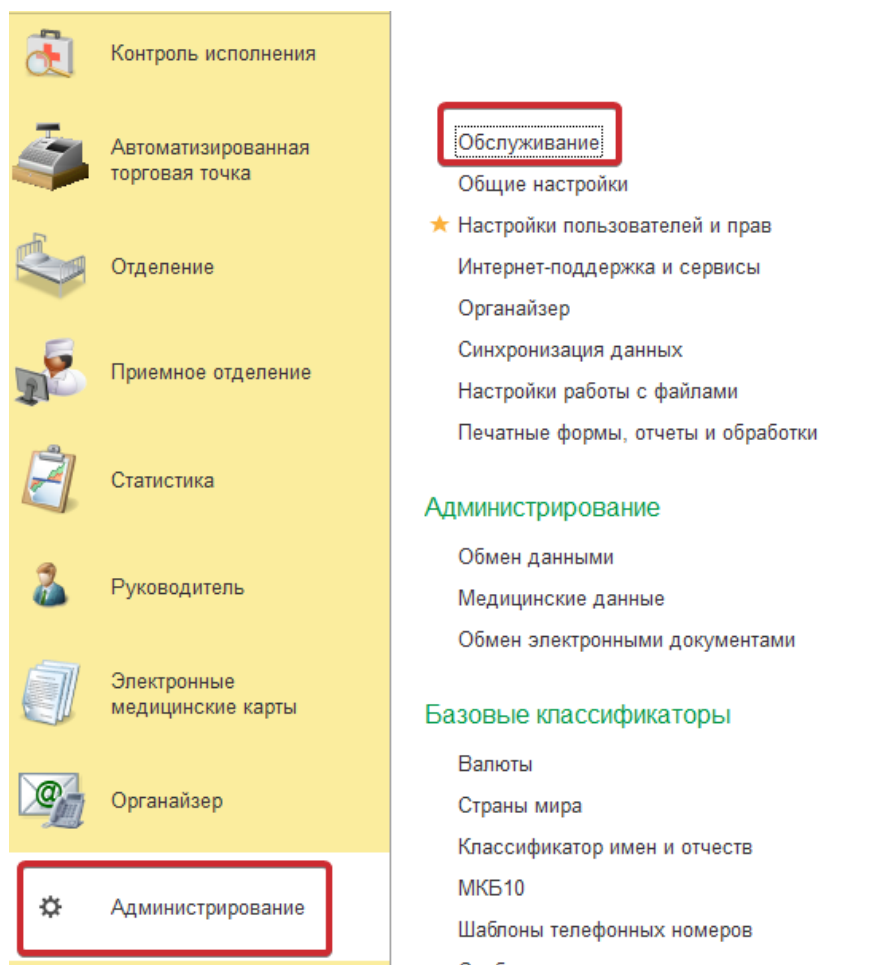 Контроль исполнения
Автоматизированная
торговая точка
Отделение
Приемное отделение
Статистика
Руководитель
Электронные
медицинские карты
Органайзер
Администрирование
Обслуживание
Общие настройки
Настройки пользователей и прав
Интернет-поддержка и сервисы
Органайзер
Синхронизация данных
Настройки работы с файлами
Печатные формы, отчеты и обработки
Администрирование
Обмен данными
Медицинские данные
Обмен электронными документами
Базовые классификаторы
Валюты
Страны мира
Классификатор имен и отчеств
МКБ10
Шаблоны телефонных номеров